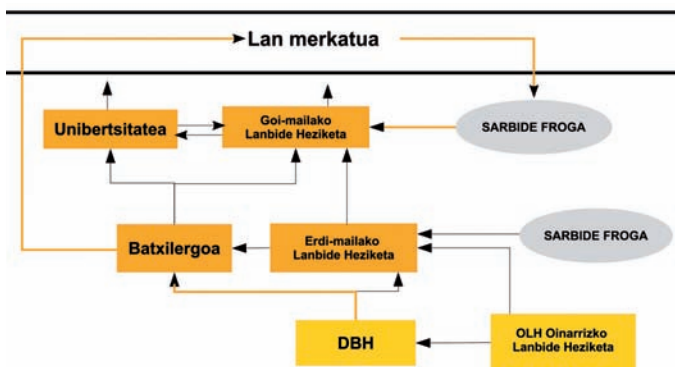 Lan merkatua
Unibertsitatea
Goi-mailako
Lanbide Heziketa
SARBIDE FROGA
Batxilergoa
Erdi-mailako
Lanbide Heziketa
SARBIDE FROGA
DBH
OLH Oinarrizko
Lanbide Heziketa